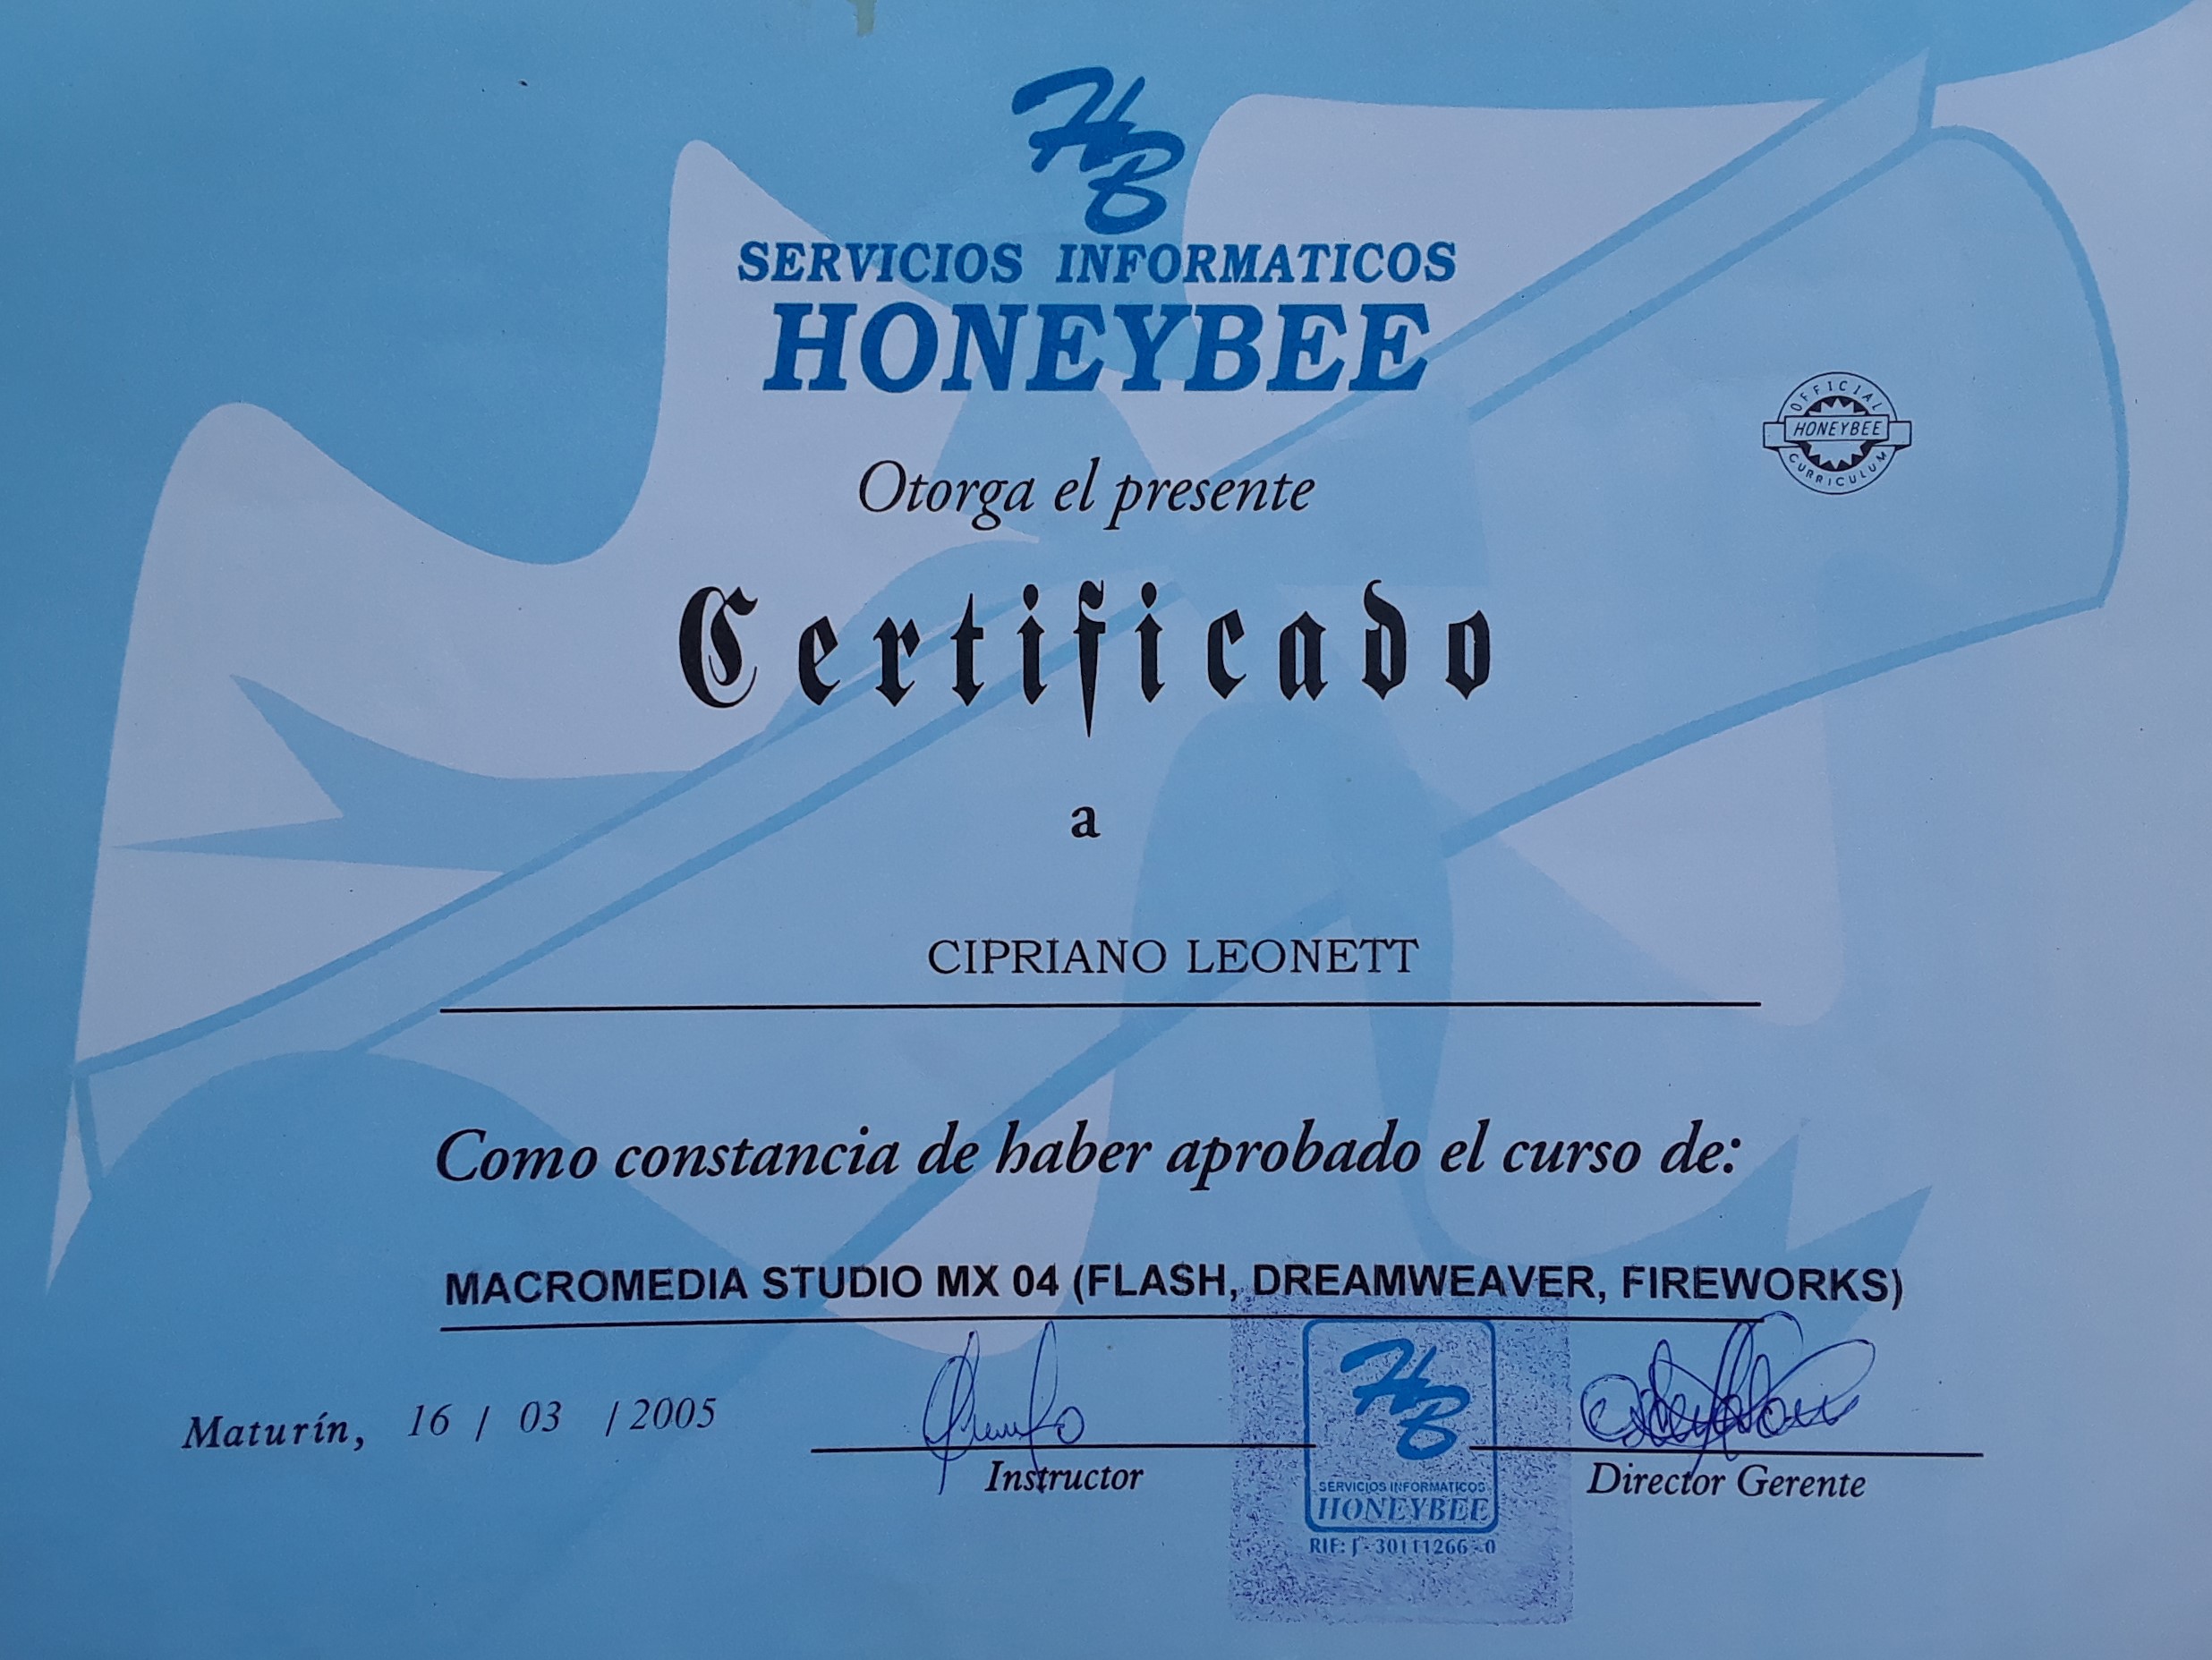 HB
SERVICIOS INFORMATICOS
HONEYBEE
OFFICIAL
HONEYBEE
CURRICULUM
Otorga el presente
Certificado
a
CIPRIANO LEONETT
Como constancia de haber aprobado el curso de:
MACROMEDIA STUDIO MX 04 (FLASH, DREAMWEAVER, FIREWORKS)
Maturín, 16 / 03 / 2005
Instructor
HB
SERVICIOS INFORMATICOS
HONEYBEE
RIF: J - 30111266 - 0
Director Gerente